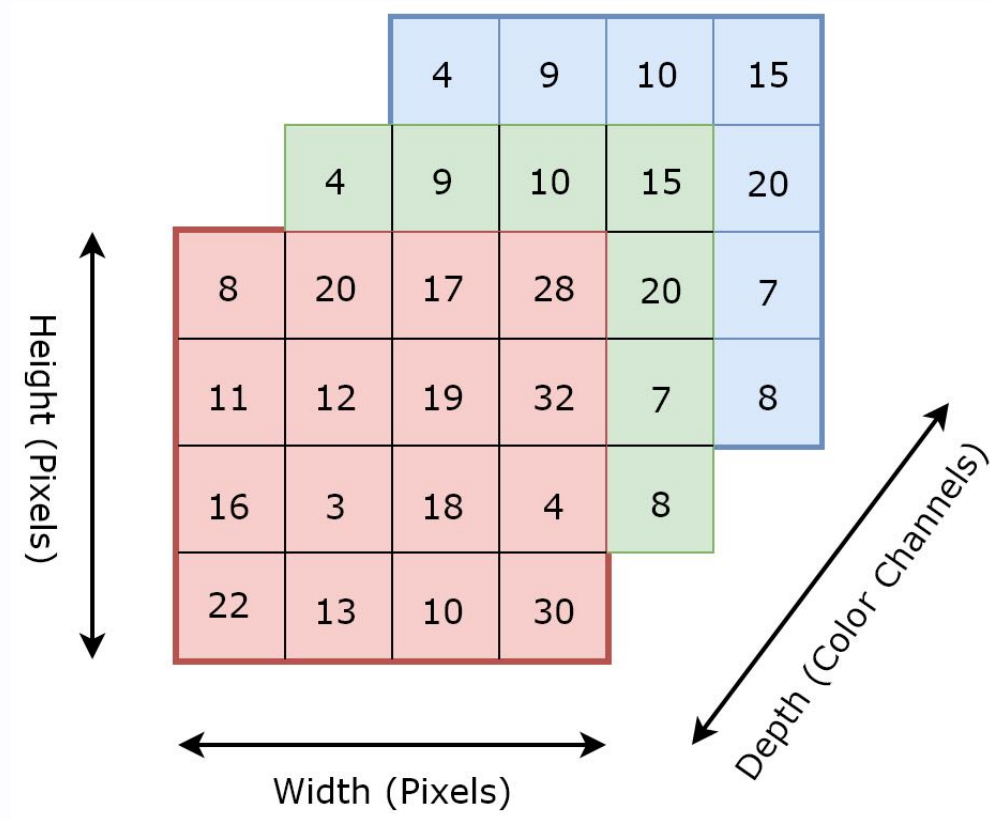 4 9 10 15
4 9 10 15 20
8 20 17 28 20 7
11 12 19 32 7 8
16 3 18 4 8
22 13 10 30
Height (Pixels)
Width (Pixels)
Depth (Color Channels)